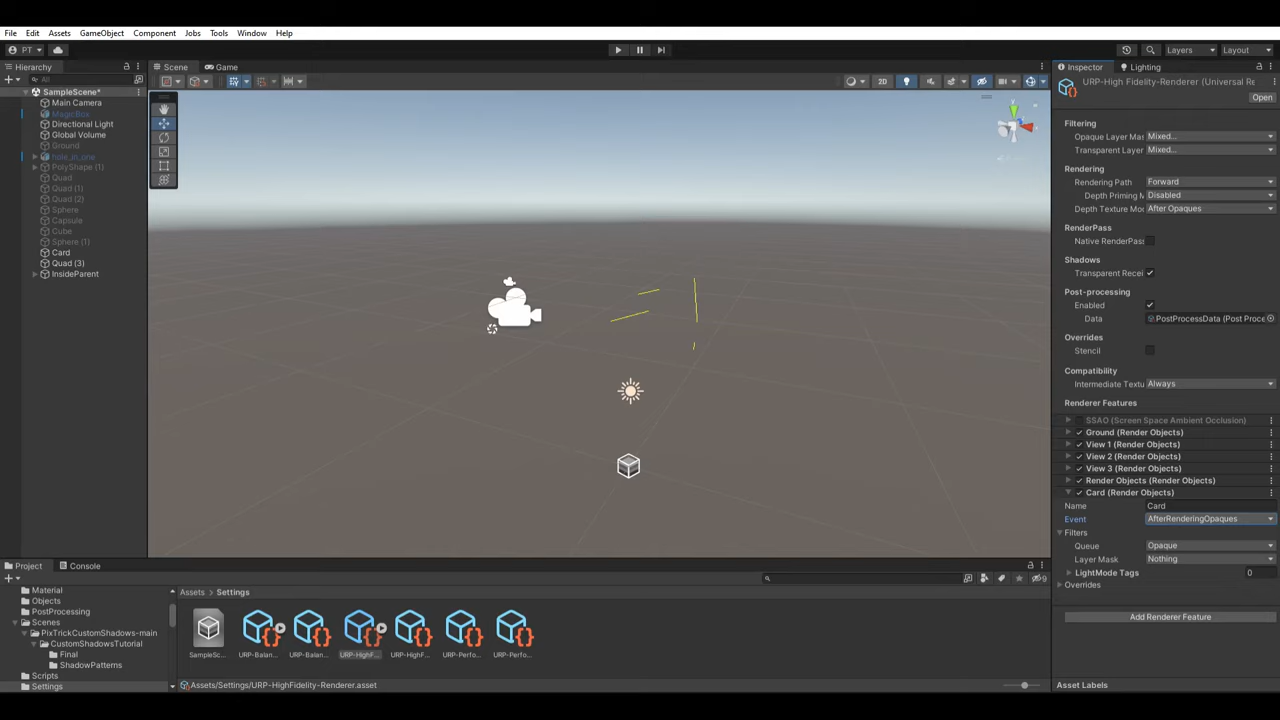 File Edit Assets GameObject Component Jobs Tools Window Help
PT Layers Layout
Hierarchy
All
SampleScene*
Main Camera
MagicBox
Directional Light
Global Volume
Ground
hole_in_one
PolyShape (1)
Quad
Quad (1)
Quad (2)
Sphere
Capsule
Cube
Sphere (1)
Card
Quad (3)
InsideParent
Scene Game
2D
Inspector Lighting
URP-High Fidelity-Renderer (Universal Re
Open
Filtering
Opaque Layer Mas Mixed...
Transparent Layer Mixed...
Rendering
Rendering Path Forward
Depth Priming M Disabled
Depth Texture Mo After Opaques
RenderPass
Native RenderPass
Shadows
Transparent Recei
Post-processing
Enabled
Data PostProcessData (Post Proce
Overrides
Stencil
Compatibility
Intermediate Textu Always
Renderer Features
SSAO (Screen Space Ambient Occlusion)
Ground (Render Objects)
View 1 (Render Objects)
View 2 (Render Objects)
View 3 (Render Objects)
Render Objects (Render Objects)
Card (Render Objects)
Name Card
Event AfterRenderingOpaques
Filters
Queue Opaque
Layer Mask Nothing
LightMode Tags 0
Overrides
Add Renderer Feature
Asset Labels
Project Console
9
Material
Objects
PostProcessing
Scenes
PixTrickCustomShadows-main
CustomShadowsTutorial
Final
ShadowPatterns
Scripts
Settings
Assets > Settings
SampleSc... URP-Balan... URP-Balan... URP-HighF... URP-HighF... URP-Perfo... URP-Perfo...
Assets/Settings/URP-HighFidelity-Renderer.asset